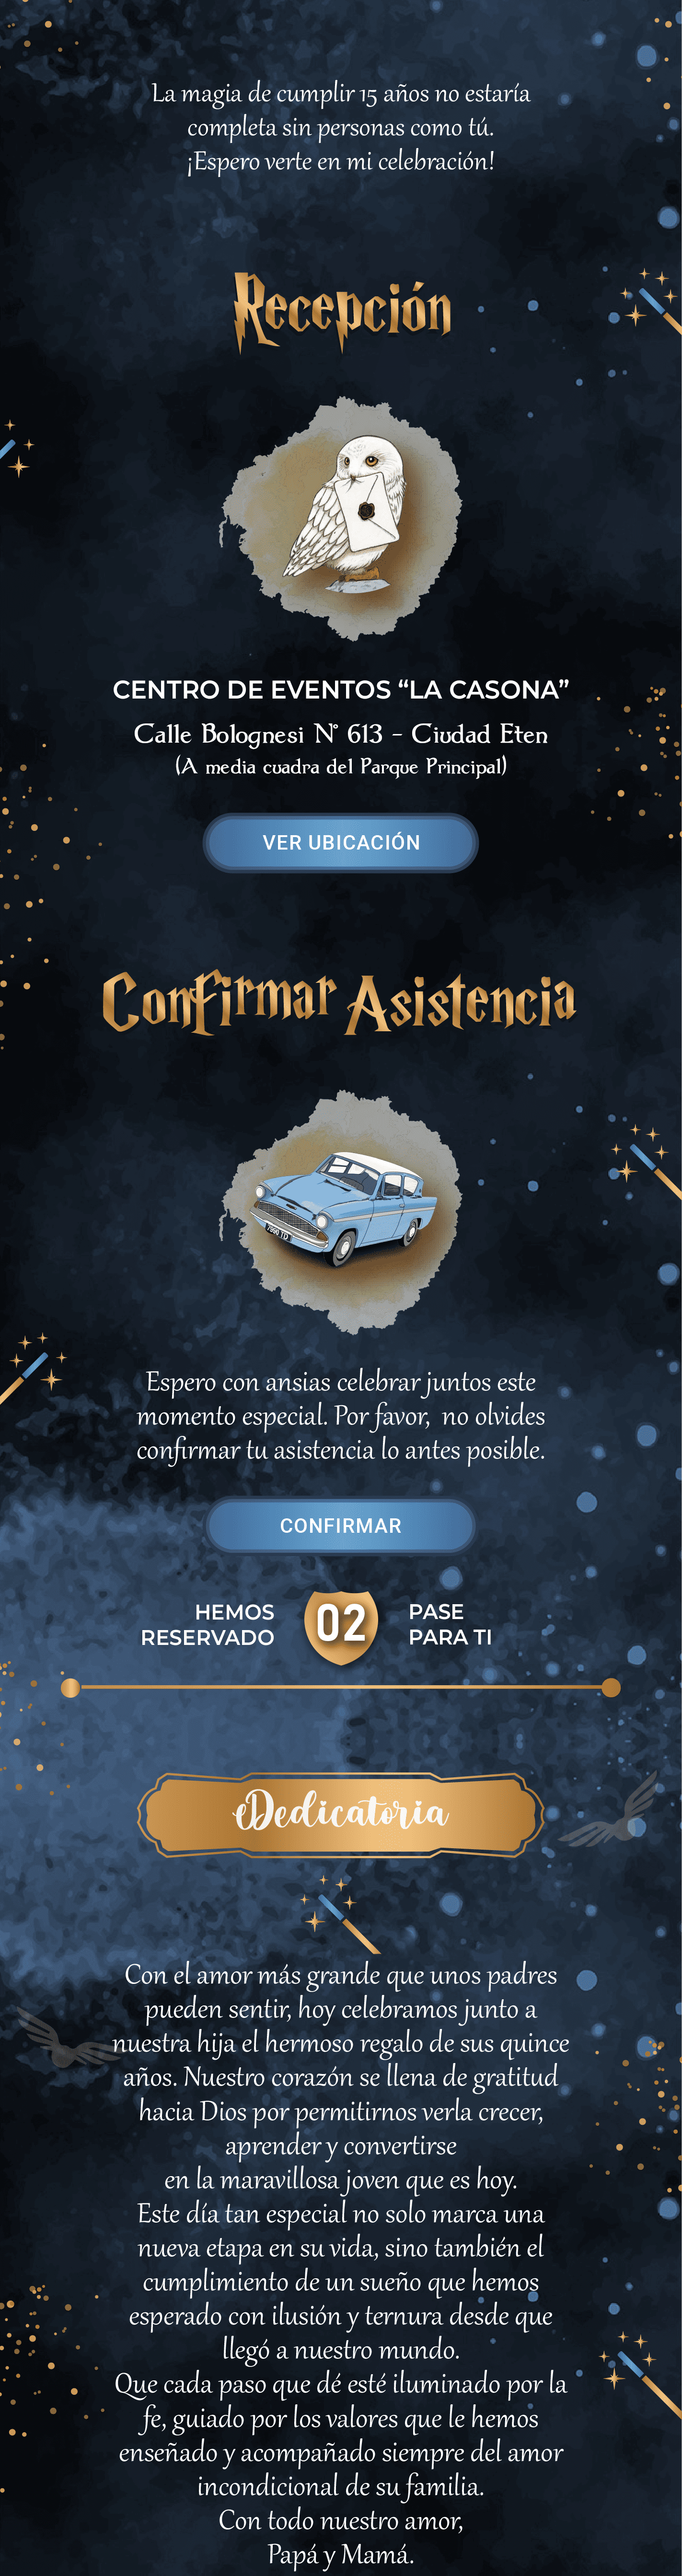 La magia de cumplir 15 años no estaría
completa sin personas como tú.
¡Espero verte en mi celebración!
Recepción
CENTRO DE EVENTOS “LA CASONA”
Calle Bolognesi N° 613 - Ciudad Eten
(A media cuadra del Parque Principal)
VER UBICACIÓN
Confirmar Asistencia
7990 TD
Espero con ansias celebrar juntos este
momento especial. Por favor, no olvides
confirmar tu asistencia lo antes posible.
CONFIRMAR
HEMOS
RESERVADO
02
PASE
PARA TI
Dedicatoria
Con el amor más grande que unos padres
pueden sentir, hoy celebramos junto a
nuestra hija el hermoso regalo de sus quince
años. Nuestro corazón se llena de gratitud
hacia Dios por permitirnos verla crecer,
aprender y convertirse
en la maravillosa joven que es hoy.
Este día tan especial no solo marca una
nueva etapa en su vida, sino también el
cumplimiento de un sueño que hemos
esperado con ilusión y ternura desde que
llegó a nuestro mundo.
Que cada paso que dé esté iluminado por la
fe, guiado por los valores que le hemos
enseñado y acompañado siempre del amor
incondicional de su familia.
Con todo nuestro amor,
Papá y Mamá.